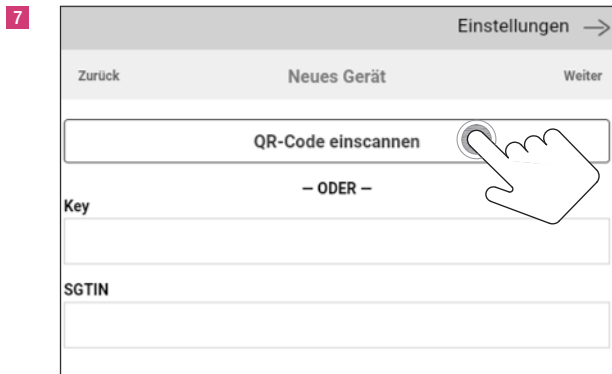 7
Einstellungen
Zurück Neues Gerät Weiter
QR-Code einscannen
— ODER —
Key
SGTIN